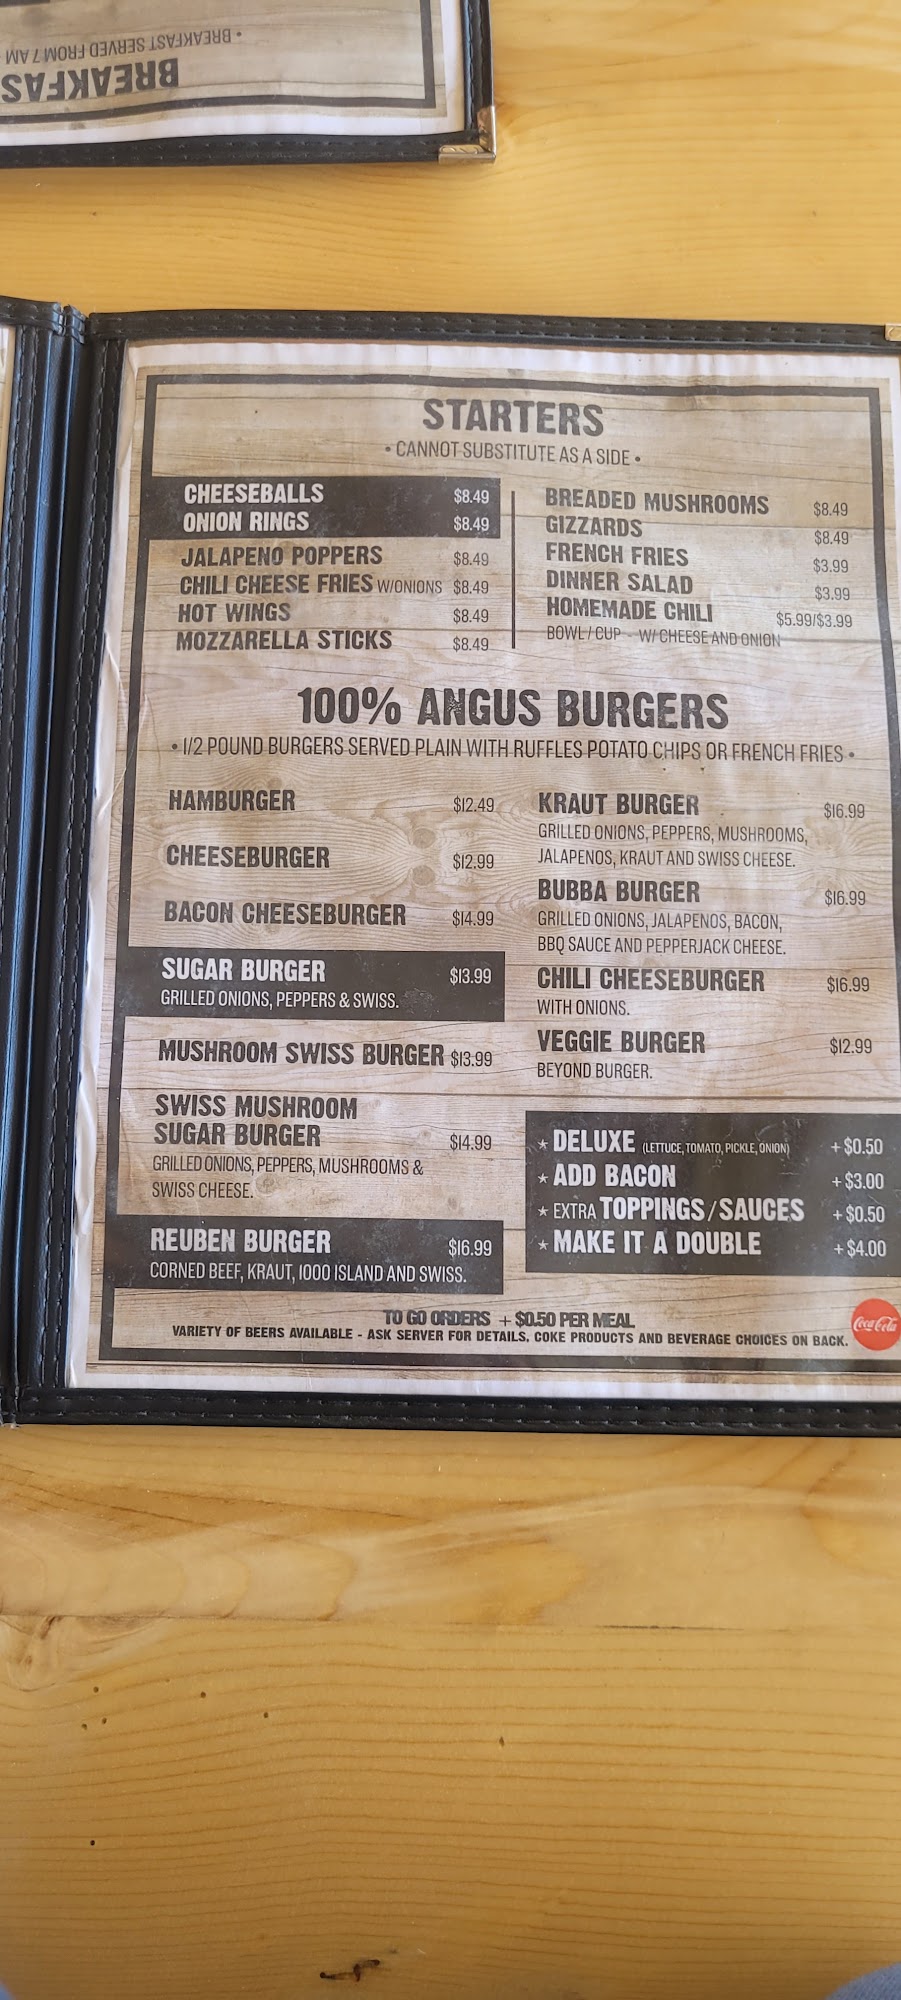 • BREAKFAST SERVED FROM 7 AM
BREAKFAS
STARTERS
• CANNOT SUBSTITUTE AS A SIDE •
CHEESEBALLS $8.49
ONION RINGS $8.49
JALAPENO POPPERS $8.49
CHILI CHEESE FRIES W/ONIONS $8.49
HOT WINGS $8.49
MOZZARELLA STICKS $8.49
BREADED MUSHROOMS $8.49
GIZZARDS $8.49
FRENCH FRIES $3.99
DINNER SALAD $3.99
HOMEMADE CHILI $5.99/$3.99
BOWL / CUP - W/ CHEESE AND ONION
100% ANGUS BURGERS
• 1/2 POUND BURGERS SERVED PLAIN WITH RUFFLES POTATO CHIPS OR FRENCH FRIES •
HAMBURGER $12.49
CHEESEBURGER $12.99
BACON CHEESEBURGER $14.99
SUGAR BURGER $13.99
GRILLED ONIONS, PEPPERS & SWISS.
MUSHROOM SWISS BURGER $13.99
SWISS MUSHROOM
SUGAR BURGER $14.99
GRILLED ONIONS, PEPPERS, MUSHROOMS &
SWISS CHEESE.
REUBEN BURGER $16.99
CORNED BEEF, KRAUT, 1000 ISLAND AND SWISS.
KRAUT BURGER $16.99
GRILLED ONIONS, PEPPERS, MUSHROOMS,
JALAPENOS, KRAUT AND SWISS CHEESE.
BUBBA BURGER $16.99
GRILLED ONIONS, JALAPENOS, BACON,
BBQ SAUCE AND PEPPERJACK CHEESE.
CHILI CHEESEBURGER $16.99
WITH ONIONS.
VEGGIE BURGER $12.99
BEYOND BURGER.
★ DELUXE (LETTUCE, TOMATO, PICKLE, ONION) + $0.50
★ ADD BACON + $3.00
★ EXTRA TOPPINGS / SAUCES + $0.50
★ MAKE IT A DOUBLE + $4.00
TO GO ORDERS + $0.50 PER MEAL
VARIETY OF BEERS AVAILABLE - ASK SERVER FOR DETAILS. COKE PRODUCTS AND BEVERAGE CHOICES ON BACK.
Coca-Cola